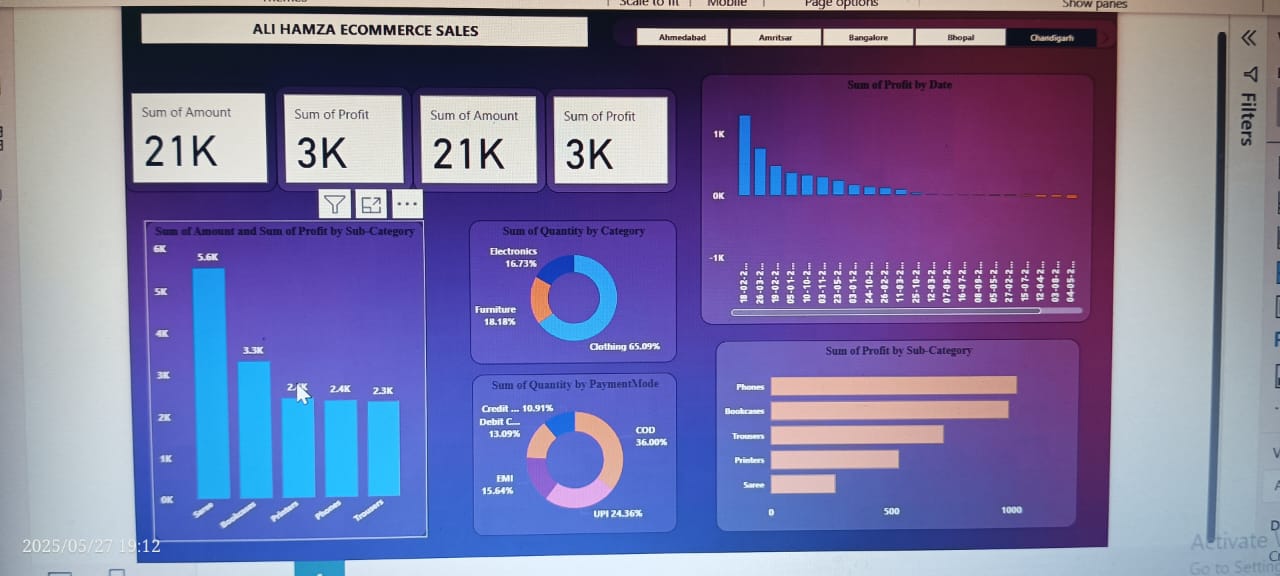 Scale to fit
Mobile
Page options
Show panes
ALI HAMZA ECOMMERCE SALES
Ahmedabad
Amritsar
Bangalore
Bhopal
Chandigarh
Sum of Amount
21K
Sum of Profit
3K
Sum of Amount
21K
Sum of Profit
3K
Sum of Profit by Date
1K
0K
-1K
18-02-2...
26-03-2...
19-02-2...
05-01-2...
10-10-2...
03-11-2...
23-05-2...
03-01-2...
24-10-2...
26-02-2...
11-03-2...
25-10-2...
12-03-2...
07-09-2...
16-07-2...
08-09-2...
05-05-2...
27-02-2...
15-07-2...
12-04-2...
03-08-2...
04-05-2...
Sum of Amount and Sum of Profit by Sub-Category
6K
5K
4K
3K
2K
1K
0K
5.6K
3.3K
2.4K
2.3K
Saree
Bookcases
Printers
Phones
Trousers
Sum of Quantity by Category
Electronics
16.73%
Furniture
18.18%
Clothing 65.09%
Sum of Quantity by PaymentMode
Credit ... 10.91%
Debit C...
13.09%
EMI
15.64%
COD
36.00%
UPI 24.36%
Sum of Profit by Sub-Category
Phones
Bookcases
Trousers
Printers
Saree
0
500
1000
Filters
Activate
Go to Setting
2025/05/27 19:12